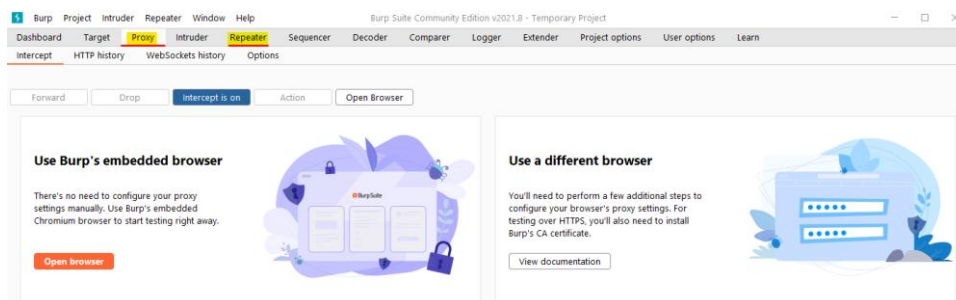 Burp Project Intruder Repeater Window Help Burp Suite Community Edition v2021.8 - Temporary Project
Dashboard Target Proxy Intruder Repeater Sequencer Decoder Comparer Logger Extender Project options User options Learn
Intercept HTTP history WebSockets history Options
Forward Drop Intercept is on Action Open Browser
Use Burp's embedded browser
There's no need to configure your proxy
settings manually. Use Burp's embedded
Chromium browser to start testing right away.
Open browser
BurpSuite
Use a different browser
You'll need to perform a few additional steps to
configure your browser's proxy settings. For
testing over HTTPS, you'll also need to install
Burp's CA certificate.
View documentation